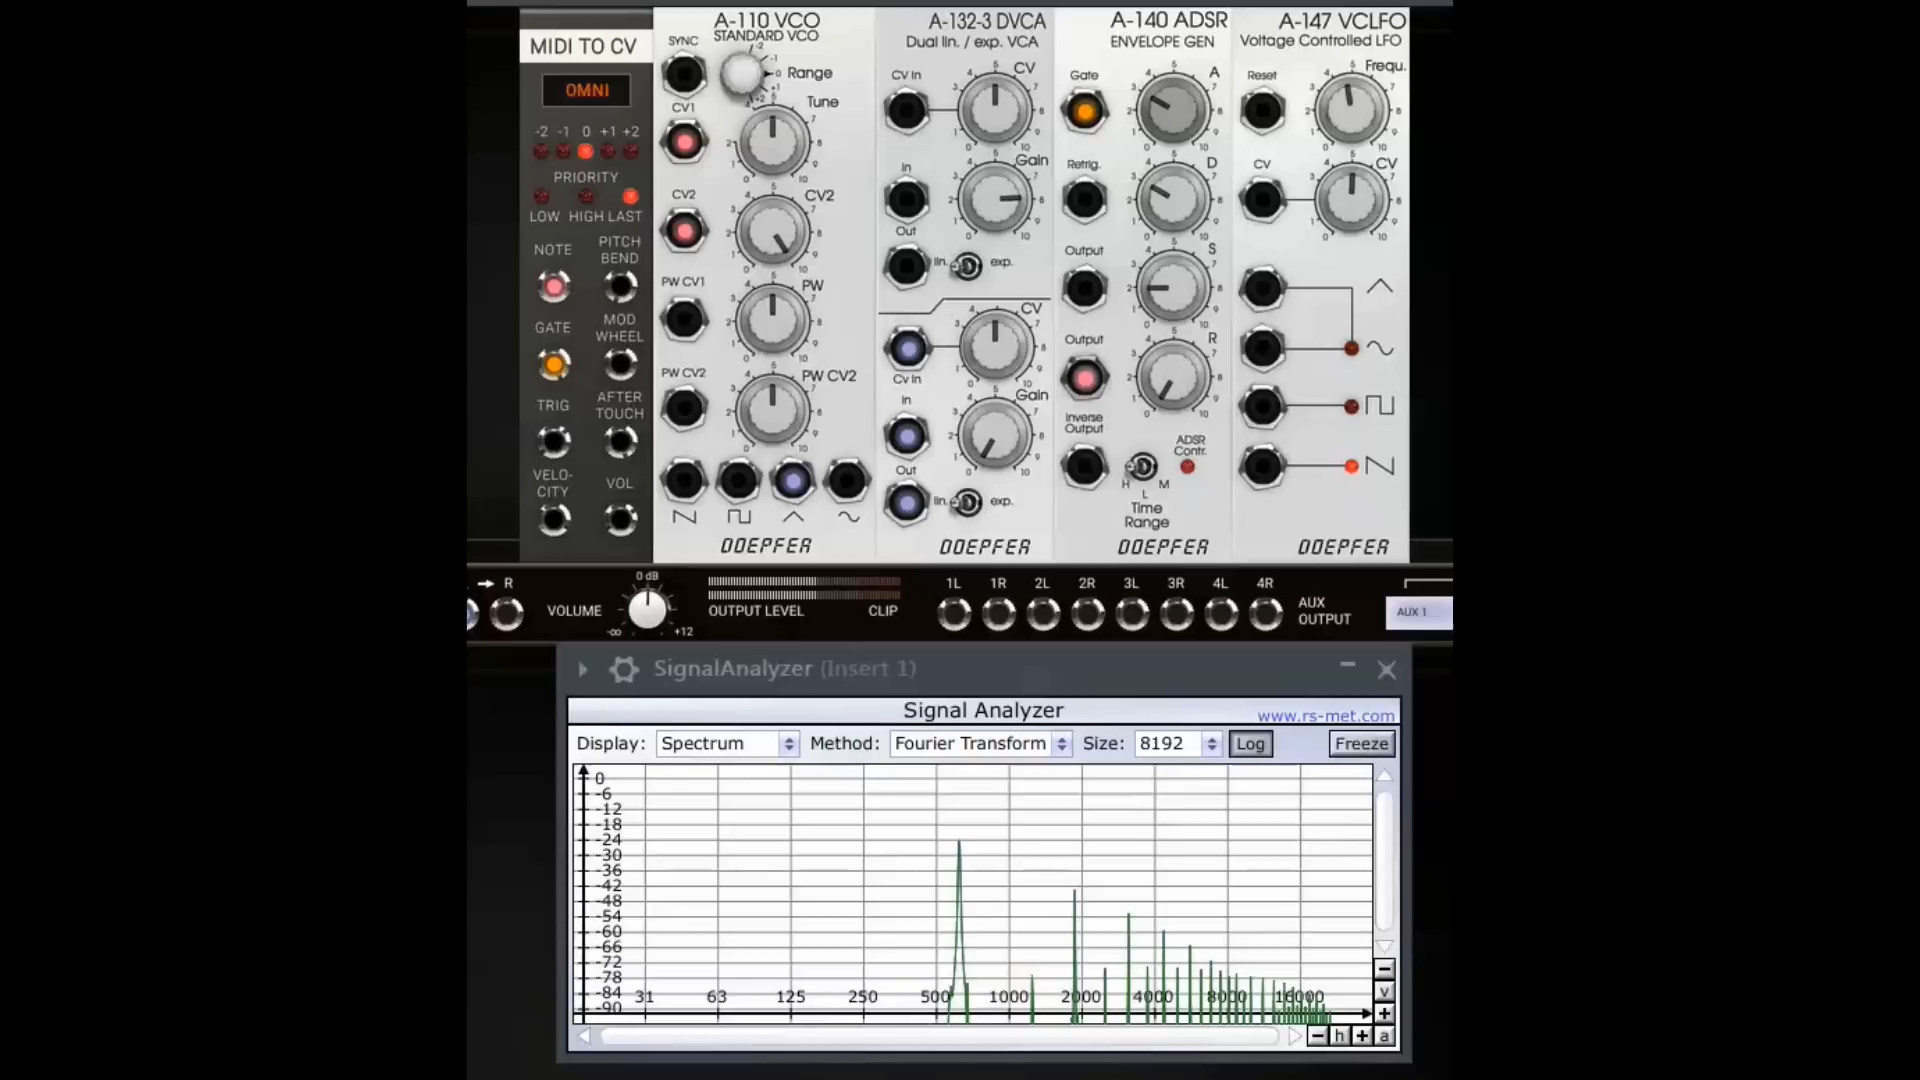 MIDI TO CV
OMNI
-2 -1 0 +1 +2
PRIORITY
LOW HIGH LAST
NOTE
PITCH
BEND
GATE
MOD
WHEEL
TRIG
AFTER
TOUCH
VELO-
CITY
VOL
A-110 VCO
STANDARD VCO
SYNC
-2
-1
0
+1
+2
Range
CV1
Tune
CV2
CV2
PW CV1
PW
PW CV2
PW CV2
DOEPFER
A-132-3 DVCA
Dual lin. / exp. VCA
CV In
CV
In
Gain
Out
lin. exp.
CV
Cv In
Gain
In
Out
lin. exp.
DOEPFER
A-140 ADSR
ENVELOPE GEN
Gate
A
Retrig.
D
Output
S
Output
R
Inverse
Output
ADSR
Contr.
H
M
L
Time
Range
DOEPFER
A-147 VCLFO
Voltage Controlled LFO
Reset
Frequ.
CV
CV
DOEPFER
R
VOLUME
0 dB
-∞
+12
OUTPUT LEVEL
CLIP
1L 1R 2L 2R 3L 3R 4L 4R
AUX
OUTPUT
AUX 1
SignalAnalyzer (Insert 1)
Signal Analyzer
www.rs-met.com
Display: Spectrum Method: Fourier Transform Size: 8192 Log Freeze
0
-6
-12
-18
-24
-30
-36
-42
-48
-54
-60
-66
-72
-78
-84
-90
31 63 125 250 500 1000 2000 4000 8000 16000
v
h
a